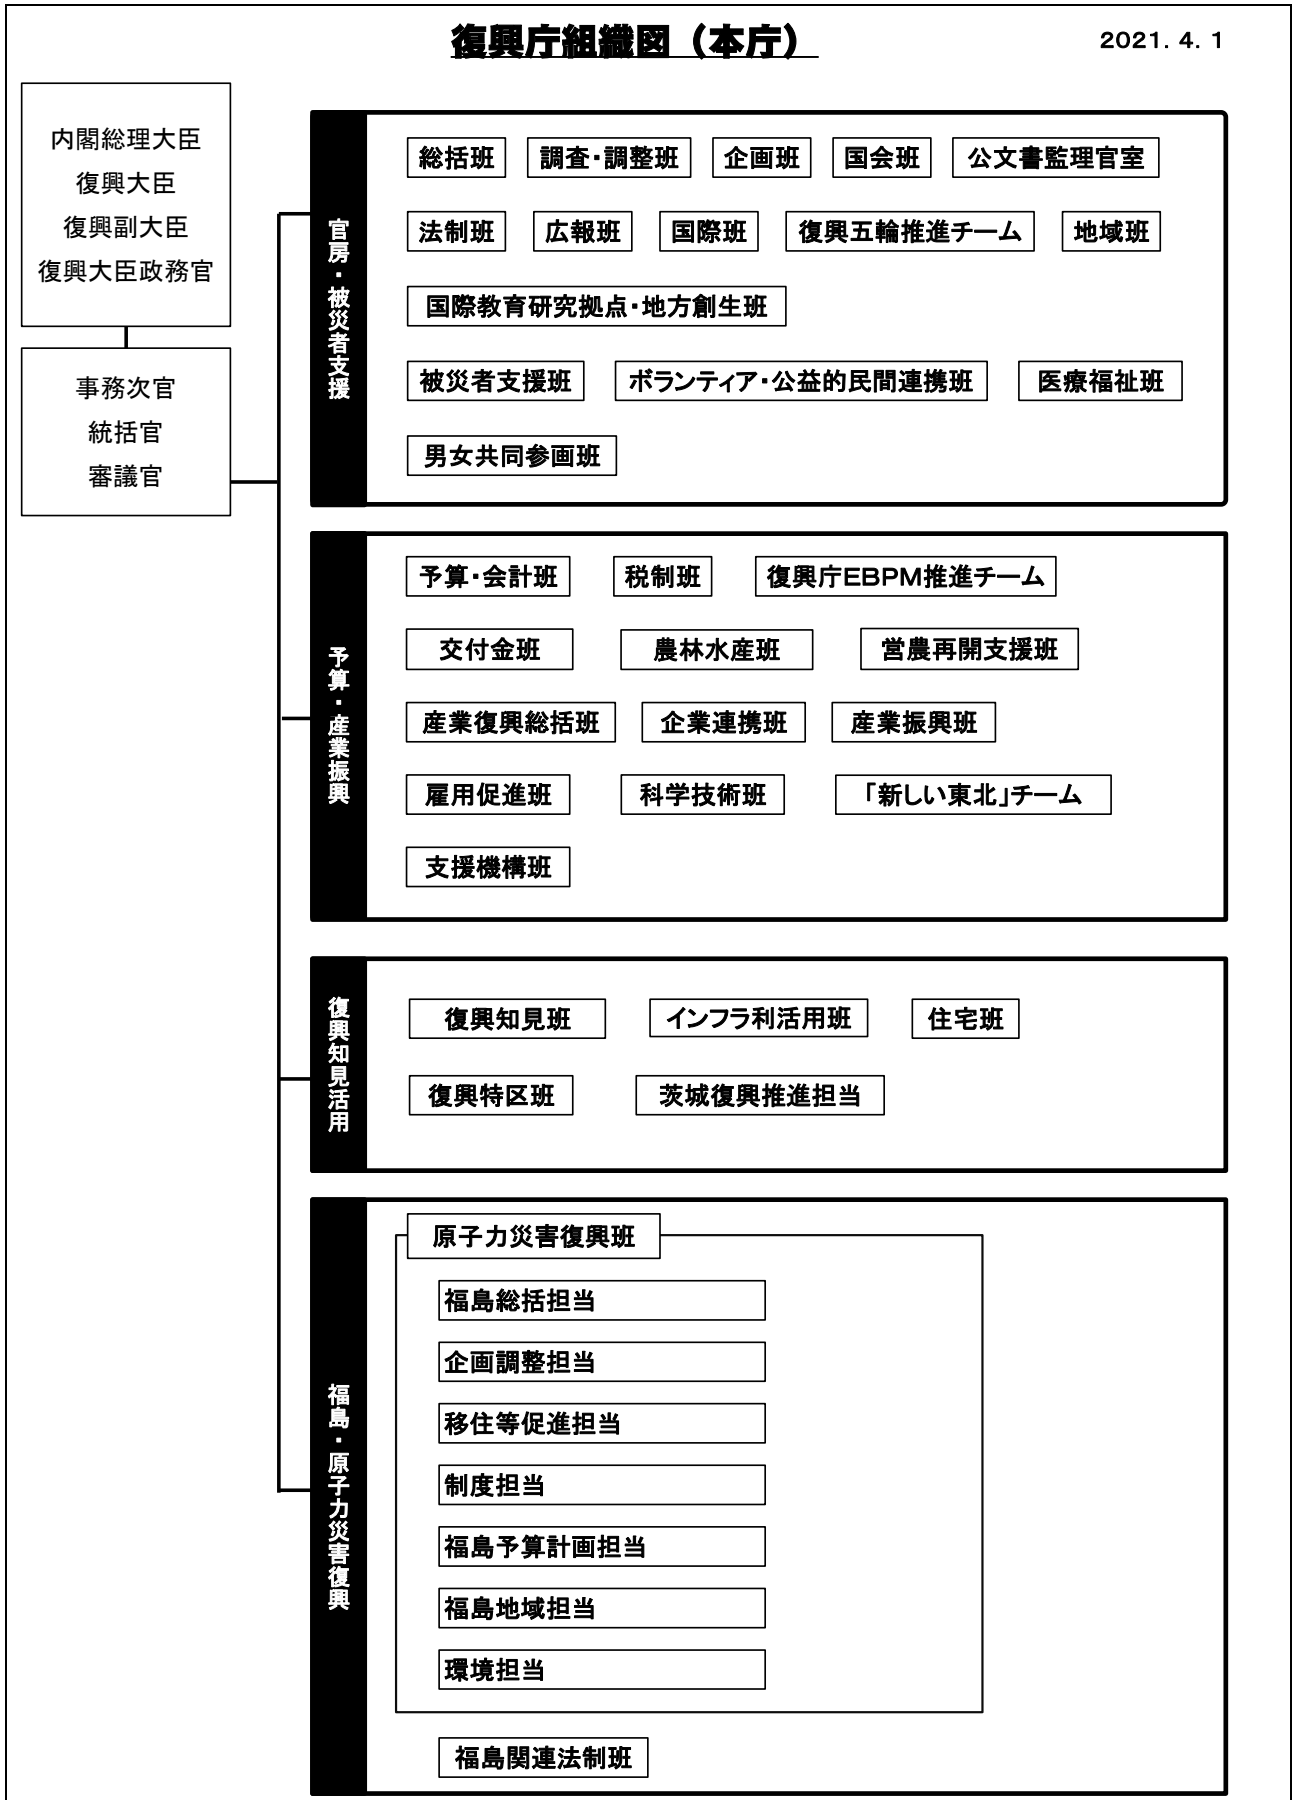 復興庁組織図（本庁）
2021.4.1
内閣総理大臣
復興大臣
復興副大臣
復興大臣政務官
事務次官
統括官
審議官
官房・被災者支援
総括班
調査・調整班
企画班
国会班
公文書監理官室
法制班
広報班
国際班
復興五輪推進チーム
地域班
国際教育研究拠点・地方創生班
被災者支援班
ボランティア・公益的民間連携班
医療福祉班
男女共同参画班
予算・産業振興
予算・会計班
税制班
復興庁EBPM推進チーム
交付金班
農林水産班
営農再開支援班
産業復興総括班
企業連携班
産業振興班
雇用促進班
科学技術班
「新しい東北」チーム
支援機構班
復興知見活用
復興知見班
インフラ利活用班
住宅班
復興特区班
茨城復興推進担当
福島・原子力災害復興
原子力災害復興班
福島総括担当
企画調整担当
移住等促進担当
制度担当
福島予算計画担当
福島地域担当
環境担当
福島関連法制班